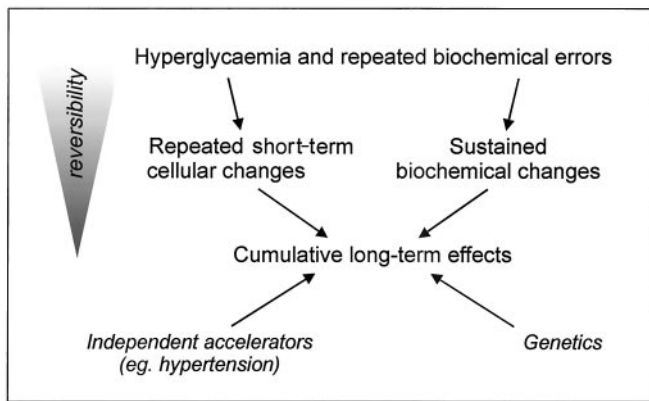 Hyperglycaemia and repeated biochemical errors
reversibility
Repeated short-term
cellular changes
Sustained
biochemical changes
Cumulative long-term effects
Independent accelerators
(eg. hypertension)
Genetics